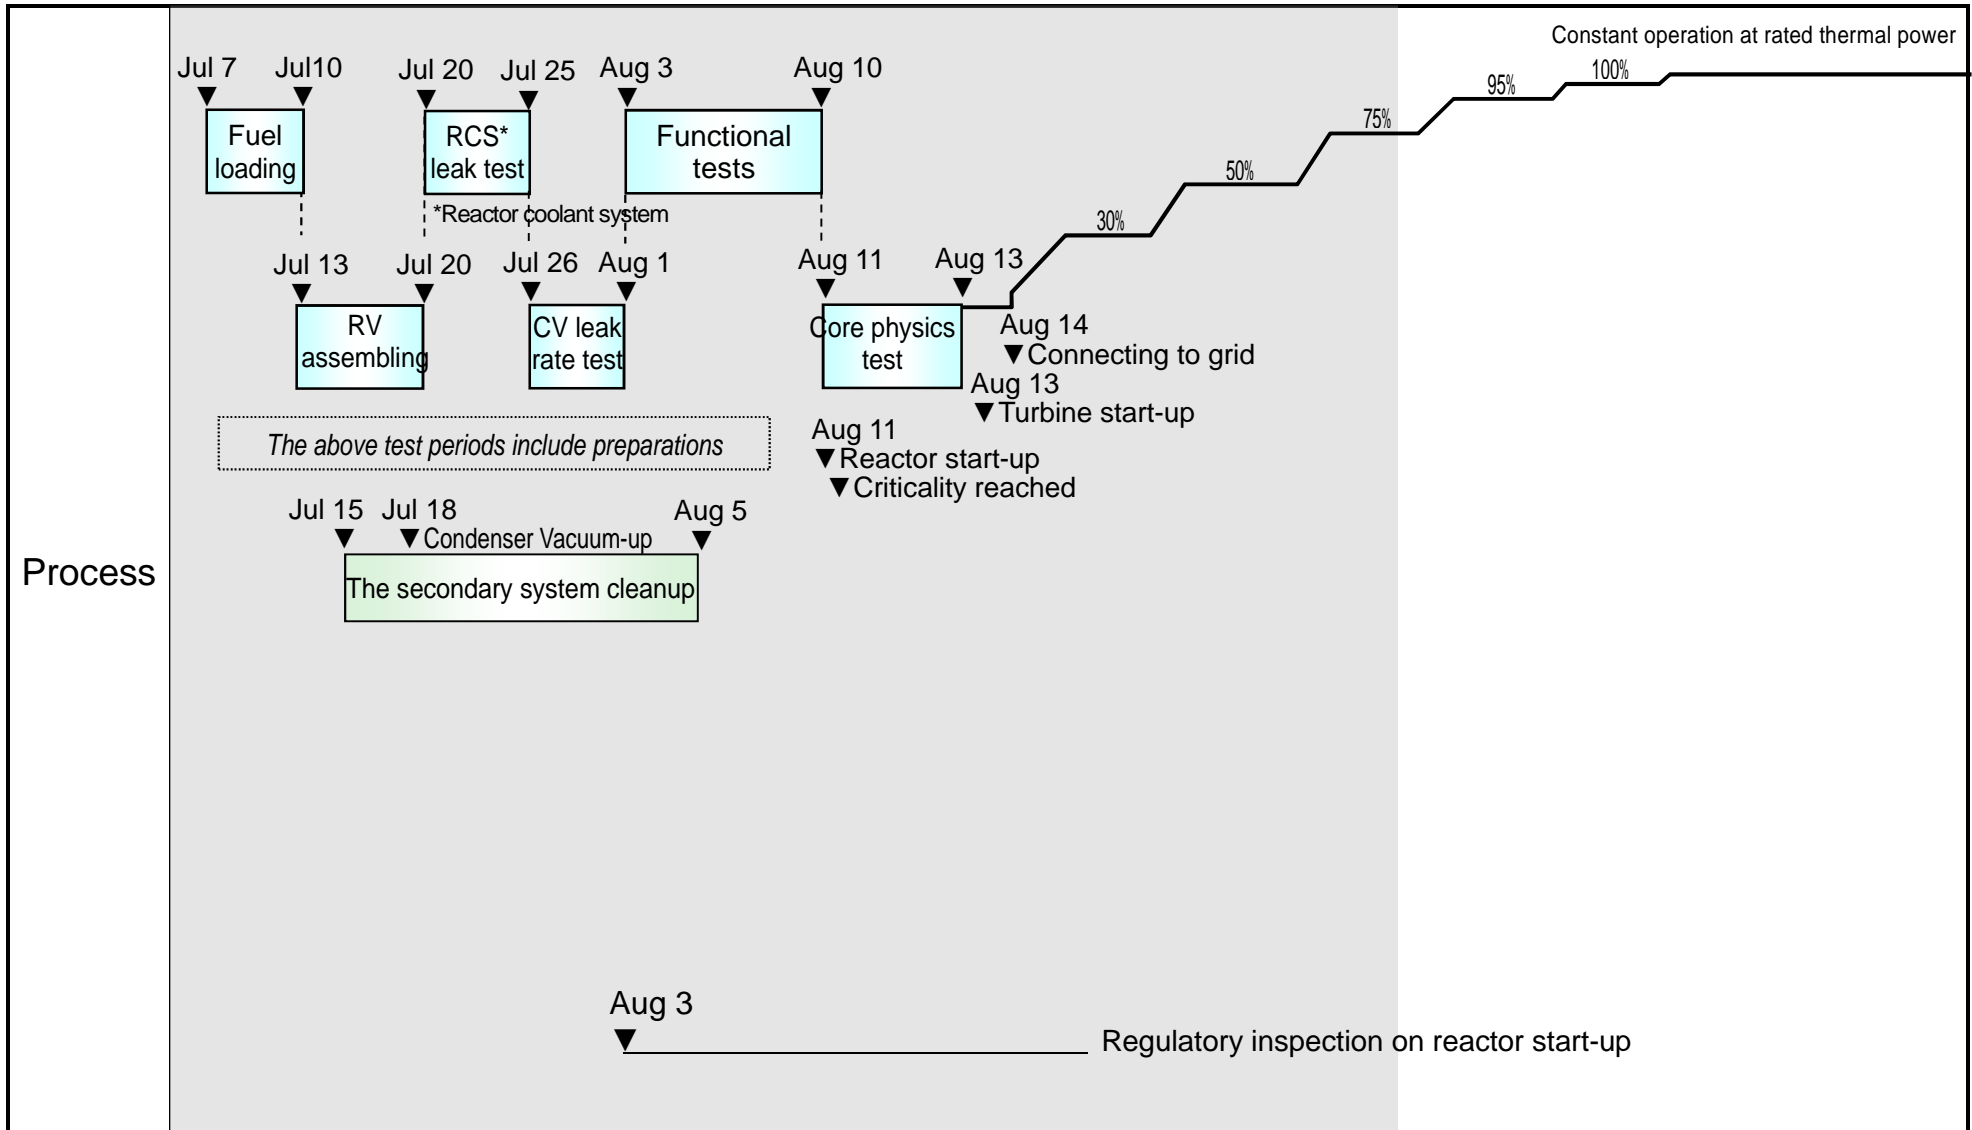 Constant operation at rated thermal power
Jul 7 Jul10 Jul 20 Jul 25 Aug 3 Aug 10
100%
95%
75%
50%
30%
Fuel
loading
RCS*
leak test
Functional
tests
*Reactor coolant system
Jul 13 Jul 20 Jul 26 Aug 1 Aug 11 Aug 13
RV
assembling
CV leak
rate test
Core physics
test
Aug 14
▼Connecting to grid
Aug 13
▼Turbine start-up
The above test periods include preparations
Aug 11
▼Reactor start-up
▼Criticality reached
Jul 15 Jul 18 Aug 5
▼Condenser Vacuum-up
Process
The secondary system cleanup
Aug 3
Regulatory inspection on reactor start-up